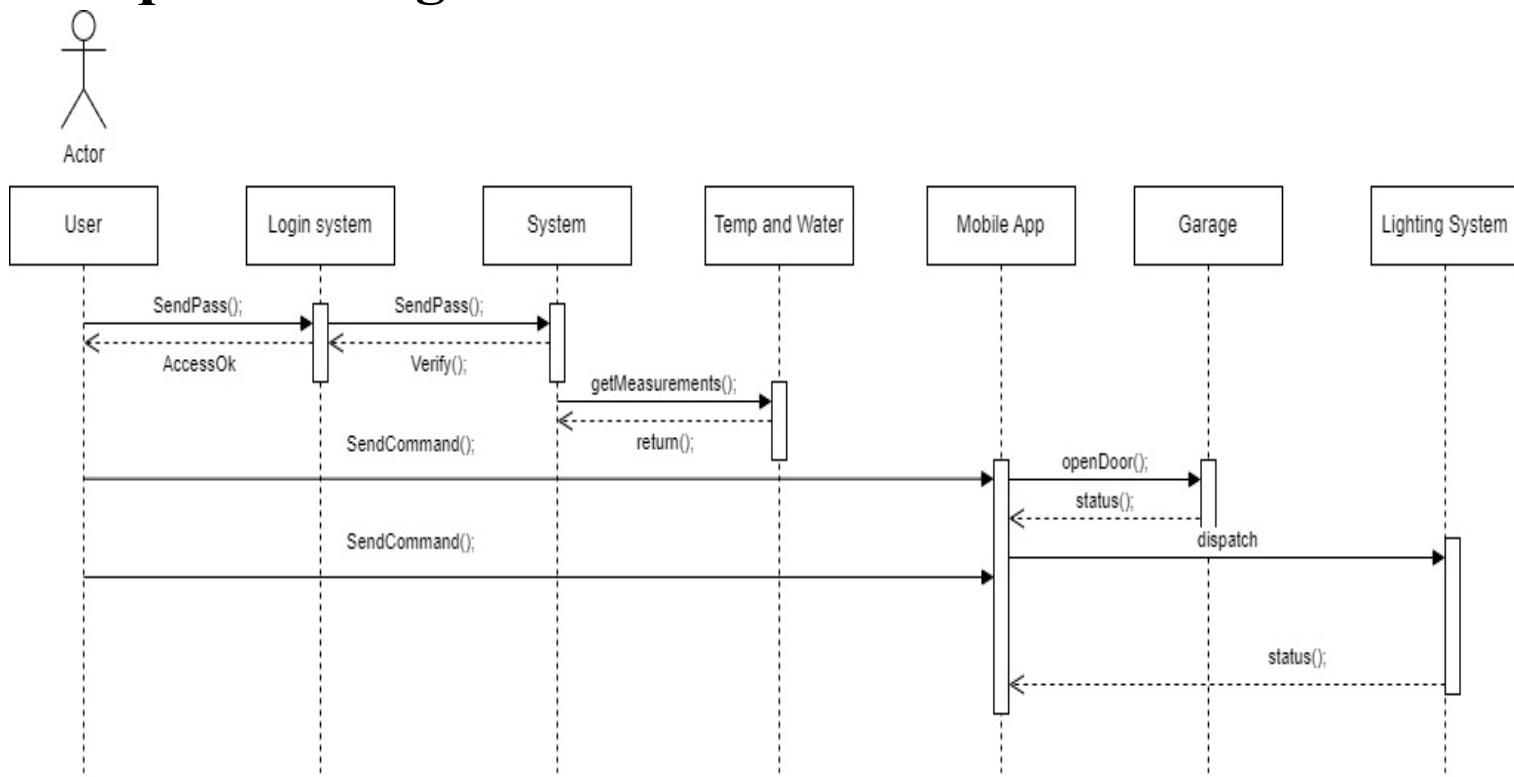 Actor
User
Login system
System
Temp and Water
Mobile App
Garage
Lighting System
SendPass();
SendPass();
AccessOk
Verify();
getMeasurements();
return();
SendCommand();
openDoor();
status();
SendCommand();
dispatch
status();